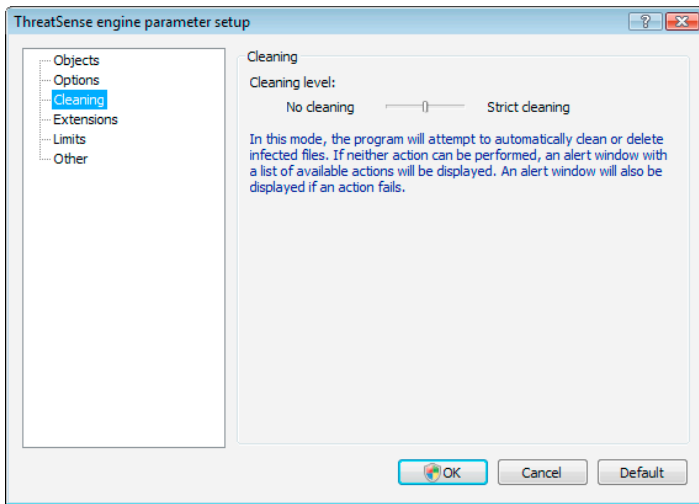 ThreatSense engine parameter setup
Objects
Options
Cleaning
Extensions
Limits
Other
Cleaning
Cleaning level:
No cleaning
Strict cleaning
In this mode, the program will attempt to automatically clean or delete
infected files. If neither action can be performed, an alert window with
a list of available actions will be displayed. An alert window will also be
displayed if an action fails.
OK
Cancel
Default